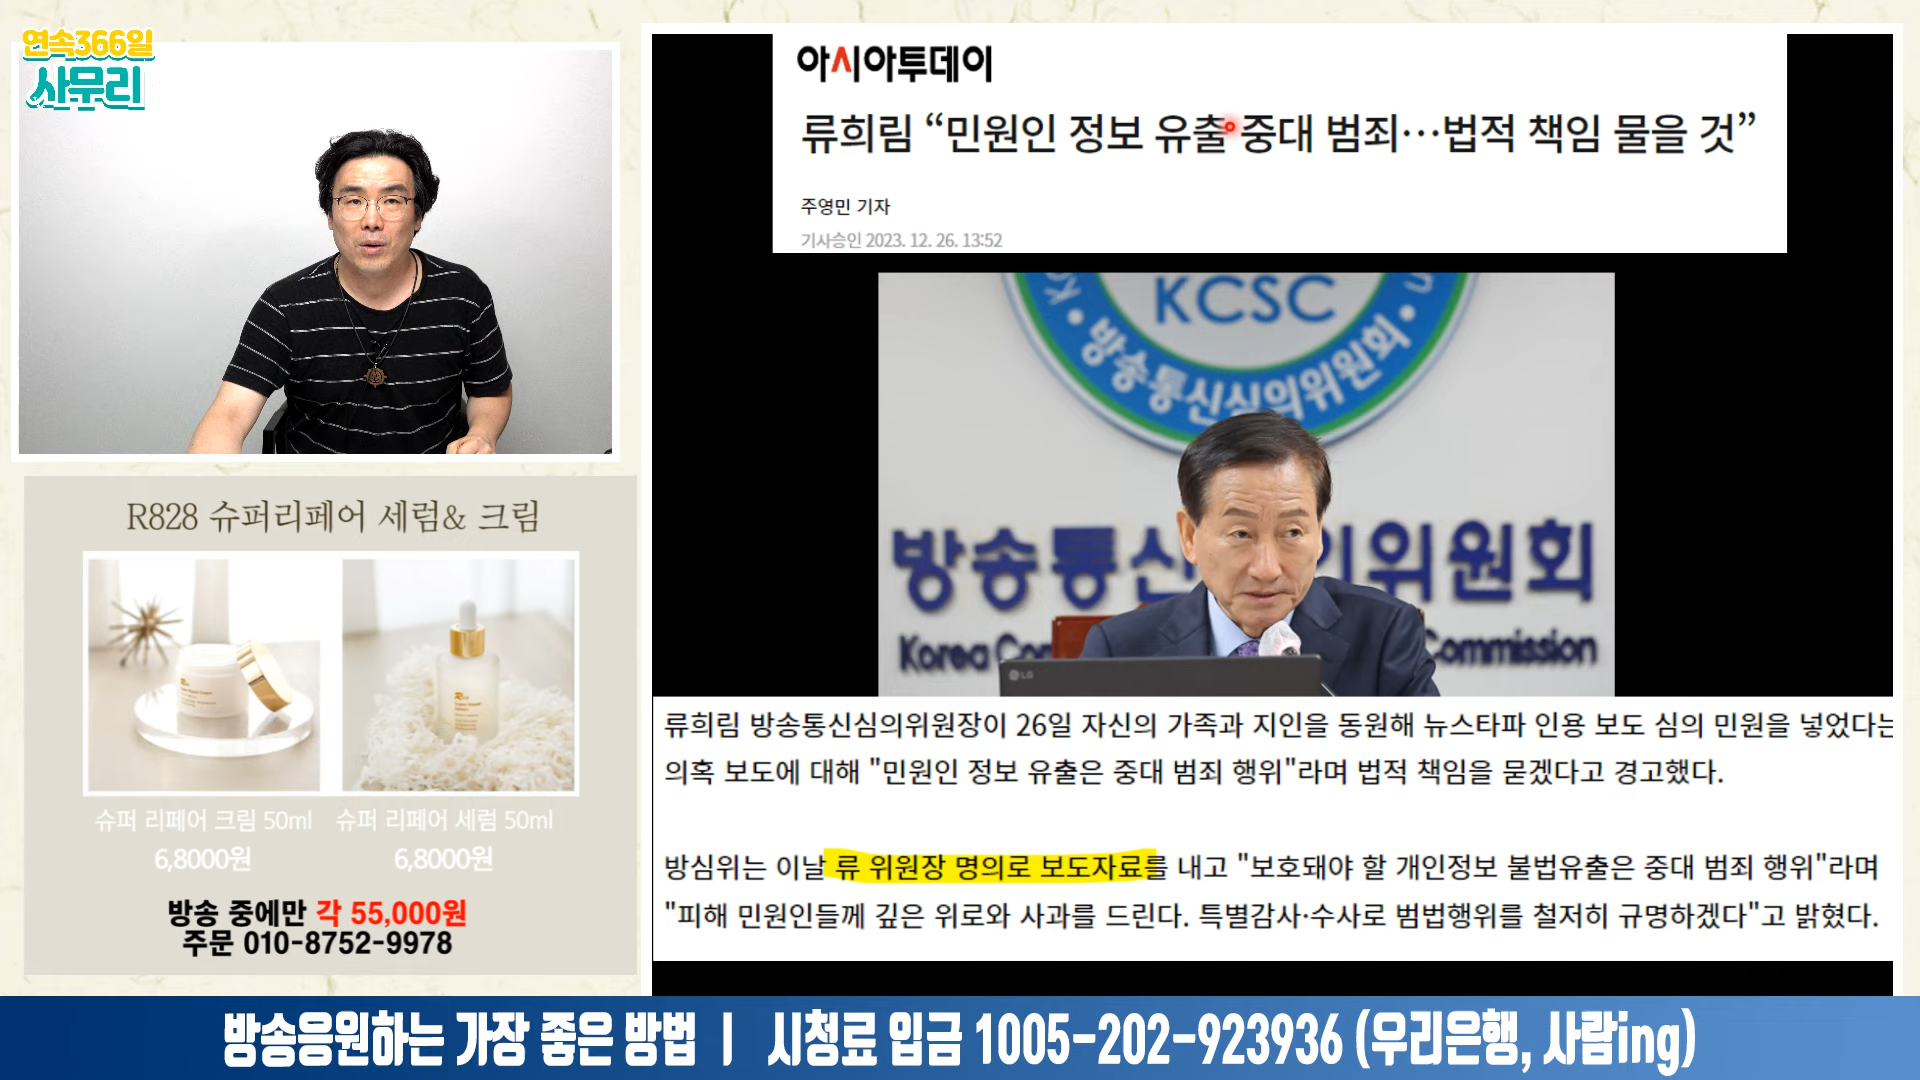 연속366일
사무리
아시아투데이
류희림 “민원인 정보 유출 중대 범죄…법적 책임 물을 것”
주영민 기자
기사승인 2023. 12. 26. 13:52
KCSC
방송통신심의위원회
방송통신 위원회
Korea Commission
LG
류희림 방송통신심의위원장이 26일 자신의 가족과 지인을 동원해 뉴스타파 인용 보도 심의 민원을 넣었다는
의혹 보도에 대해 "민원인 정보 유출은 중대 범죄 행위"라며 법적 책임을 묻겠다고 경고했다.
방심위는 이날 류 위원장 명의로 보도자료를 내고 "보호돼야 할 개인정보 불법유출은 중대 범죄 행위"라며
"피해 민원인들께 깊은 위로와 사과를 드린다. 특별감사·수사로 범법행위를 철저히 규명하겠다"고 밝혔다.
R828 슈퍼리페어 세럼& 크림
슈퍼 리페어 크림 50ml 슈퍼 리페어 세럼 50ml
6,8000원 6,8000원
방송 중에만 각 55,000원
주문 010-8752-9978
방송응원하는 가장 좋은 방법 | 시청료 입금 1005-202-923936 (우리은행, 사람ing)